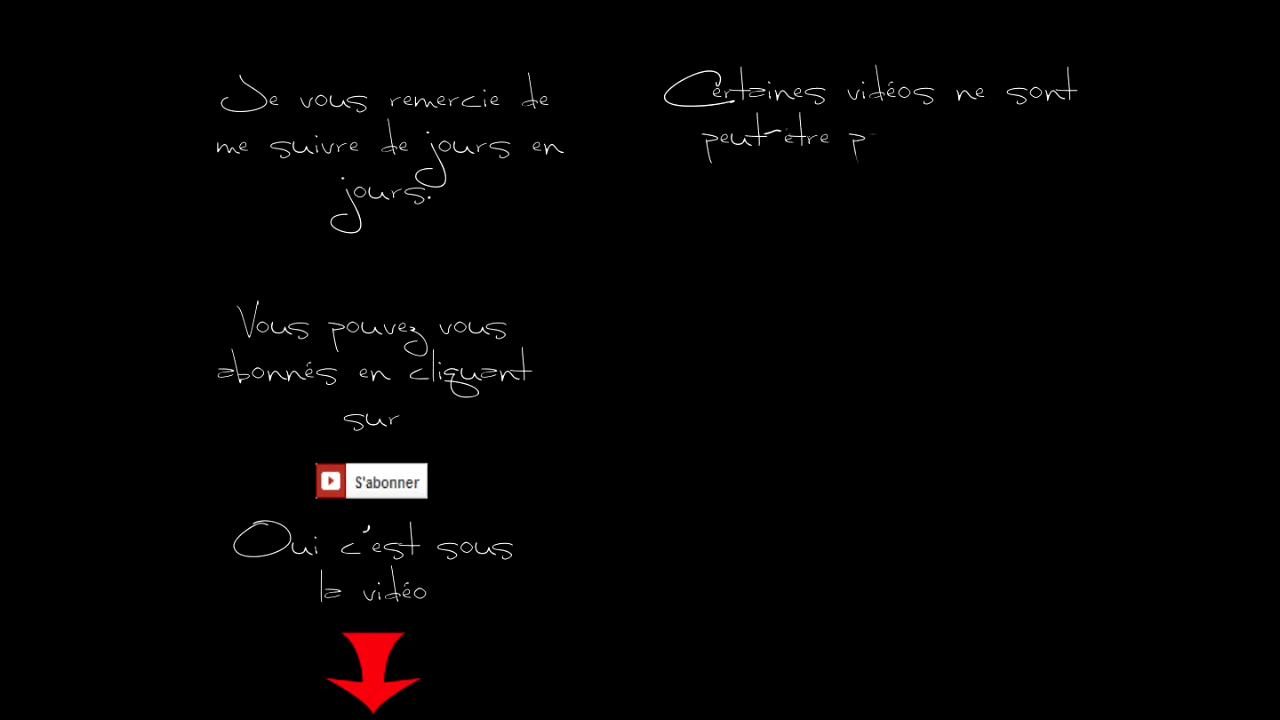 Je vous remercie de
me suivre de jours en
jours.
Vous pouvez vous
abonnés en cliquant
sur
S'abonner
Oui c'est sous
la vidéo
Certaines vidéos ne sont
peut-être p